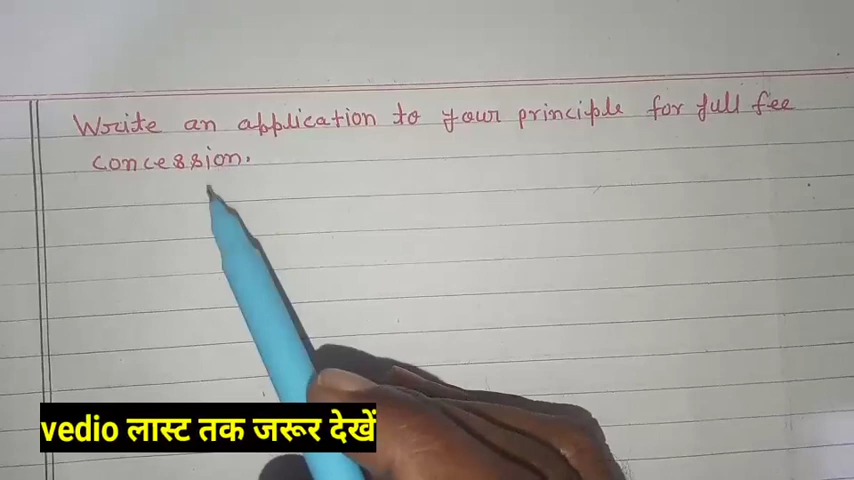 Write an application to your principle for full fee
concession.
vedio लास्ट तक जरूर देखें